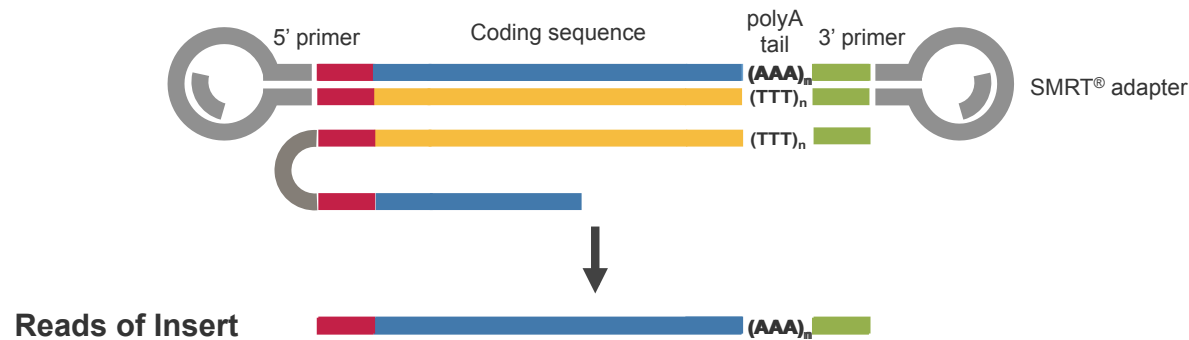 5’ primer
Coding sequence
polyA
tail
3’ primer
(AAA)n
(TTT)n
SMRT® adapter
(TTT)n
Reads of Insert
(AAA)n